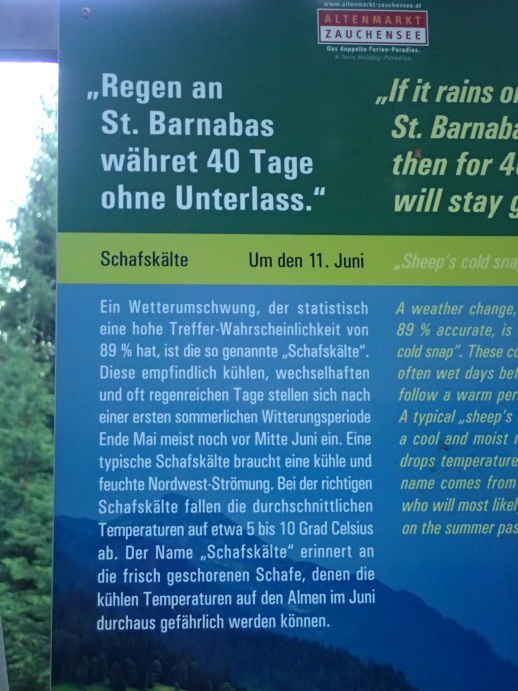 www.altenmarkt-zauchensee.at
ALTENMARKT
ZAUCHENSEE
Das doppelte Ferien-Paradies.
A Twin Holiday-Paradise.
„Regen an
St. Barnabas
währet 40 Tage
ohne Unterlass.“
„If it rains
St.
then for
will stay
Schafskälte Um den 11. Juni
„Sheep's cold
Ein Wetterumschwung, der statistisch
eine hohe Treffer-Wahrscheinlichkeit von
89 % hat, ist die so genannte „Schafskälte“.
Diese empfindlich kühlen, wechselhaften
und oft regenreichen Tage stellen sich nach
einer ersten sommerlichen Witterungsperiode
Ende Mai meist noch vor Mitte Juni ein. Eine
typische Schafskälte braucht eine kühle und
feuchte Nordwest-Strömung. Bei der richtigen
Schafskälte fallen die durchschnittlichen
Temperaturen auf etwa 5 bis 10 Grad Celsius
ab. Der Name „Schafskälte“ erinnert an
die frisch geschorenen Schafe, denen die
kühlen Temperaturen auf den Almen im Juni
durchaus gefährlich werden können.
A weather change,
89 % accurate, is
cold snap”. These
often wet days
follow a warm
A typical „sheep's
a cool and moist
drops temperature
name comes from
who will most
on the summer